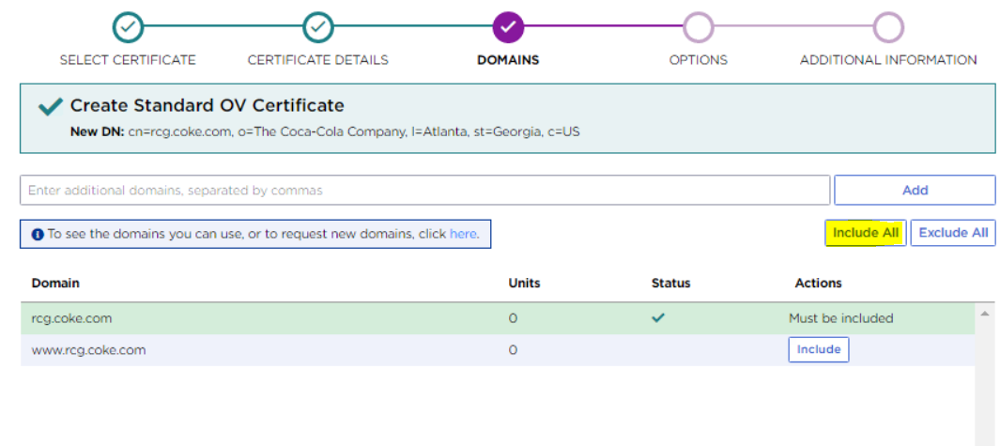 SELECT CERTIFICATE CERTIFICATE DETAILS DOMAINS OPTIONS ADDITIONAL INFORMATION
Create Standard OV Certificate
New DN: cn=rcg.coke.com, o=The Coca-Cola Company, l=Atlanta, st=Georgia, c=US
Enter additional domains, separated by commas Add
To see the domains you can use, or to request new domains, click here. Include All Exclude All
Domain Units Status Actions
rcg.coke.com 0 Must be included
www.rcg.coke.com 0 Include